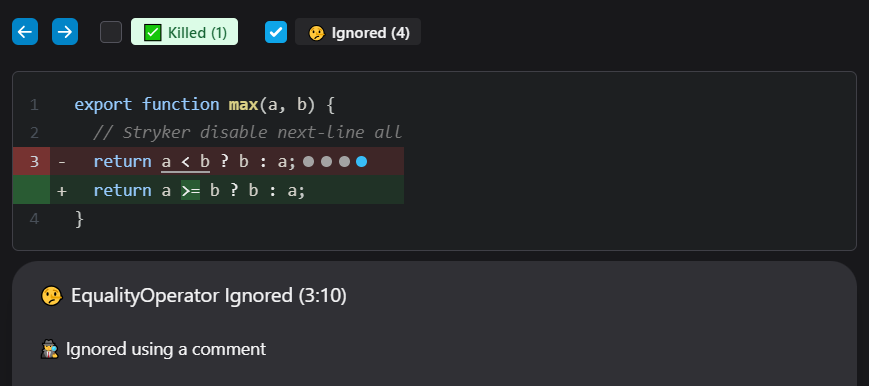 Killed (1) Ignored (4)
1 export function max(a, b) {
2 // Stryker disable next-line all
3 - return a < b ? b : a;
+ return a >= b ? b : a;
4 }
EqualityOperator Ignored (3:10)
Ignored using a comment